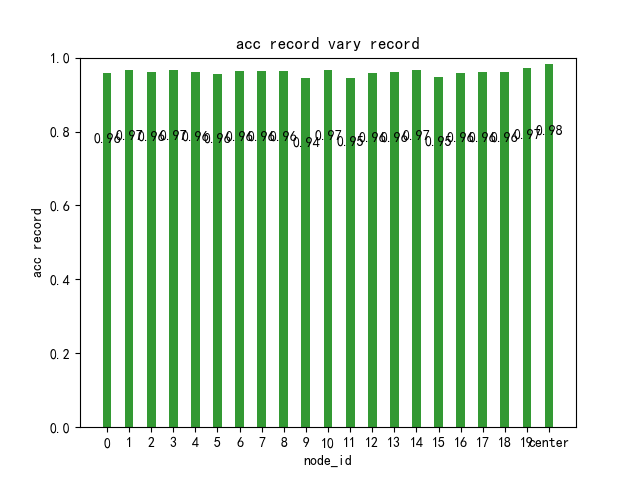 acc record vary record
1.0
0.8
0.6
0.4
0.2
0.0
acc record
0.96 0.97 0.96 0.97 0.96 0.96 0.96 0.96 0.96 0.94 0.97 0.95 0.96 0.96 0.97 0.95 0.96 0.96 0.96 0.97 0.98
0 1 2 3 4 5 6 7 8 9 10 11 12 13 14 15 16 17 18 19 center
node_id